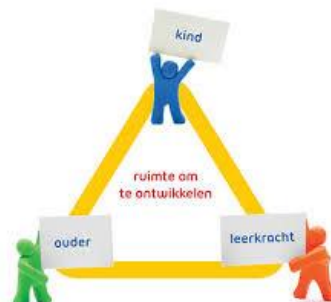 kind
ruimte om
te ontwikkelen
ouder
leerkracht